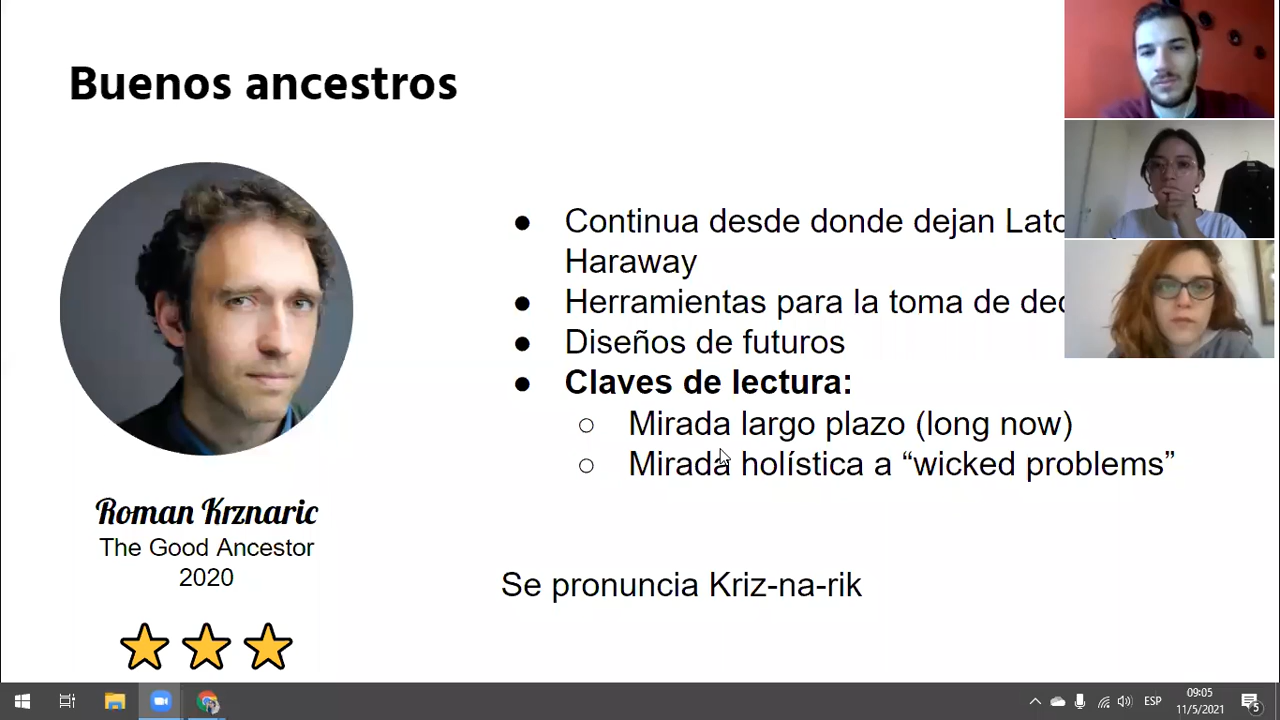 Buenos ancestros
Continua desde donde dejan
Haraway
Herramientas para la toma de
Diseños de futuros
Claves de lectura:
Mirada largo plazo (long now)
Mirada holística a “wicked problems”
Roman Krznaric
The Good Ancestor
2020
Se pronuncia Kriz-na-rik
ESP
09:05
11/5/2021
5